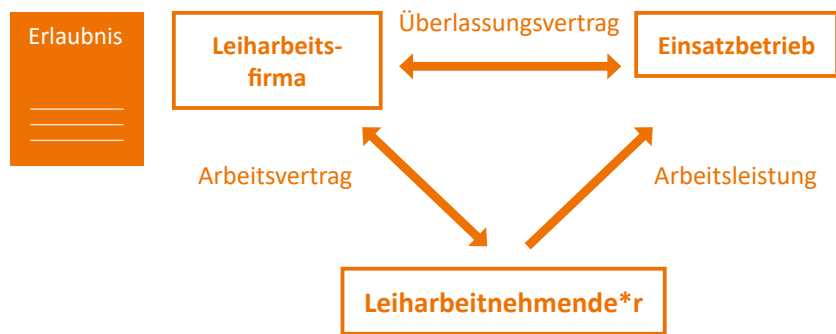 Erlaubnis
Leiharbeits-
firma
Überlassungsvertrag
Einsatzbetrieb
Arbeitsvertrag
Arbeitsleistung
Leiharbeitnehmende*r